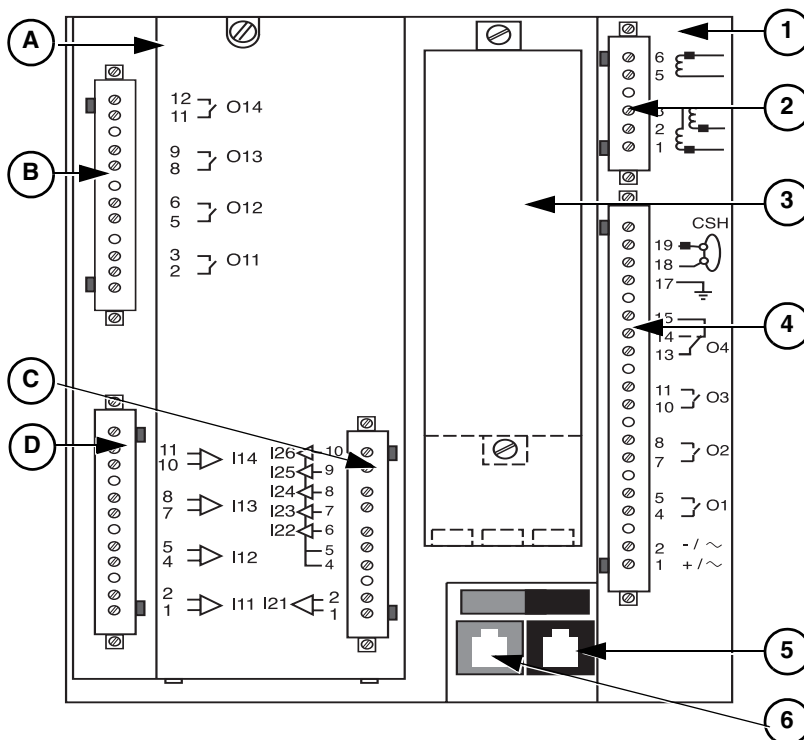 A
B
C
D
1
2
3
4
5
6
12
11 O14
9
8 O13
6
5 O12
3
2 O11
11
10 I14
8
7 I13
5
4 I12
2
1 I11
I26 10
I25 9
I24 8
I23 7
I22 6
5
4
I21 2
1
6
5
3
2
1
CSH
19
18
17
15
14
13 O4
11
10 O3
8
7 O2
5
4 O1
2 - / ~
1 + / ~